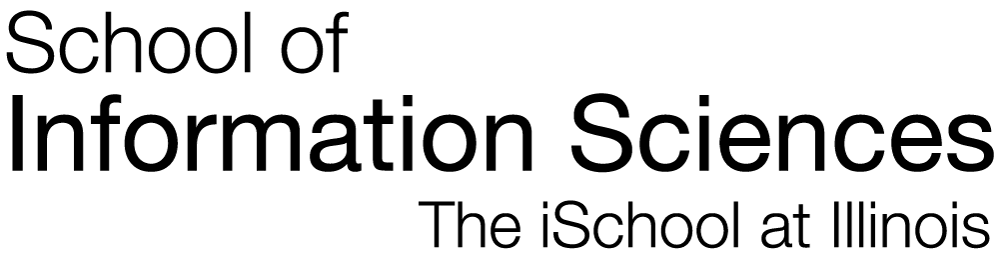 School of
Information Sciences
The iSchool at Illinois